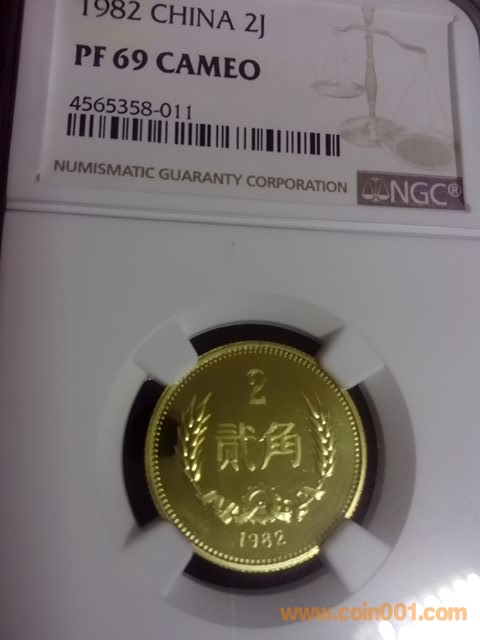 1982 CHINA 2J
PF 69 CAMEO
4565358-011
NUMISMATIC GUARANTY CORPORATION
NGC®
2
贰角
1982
www.coin001.com